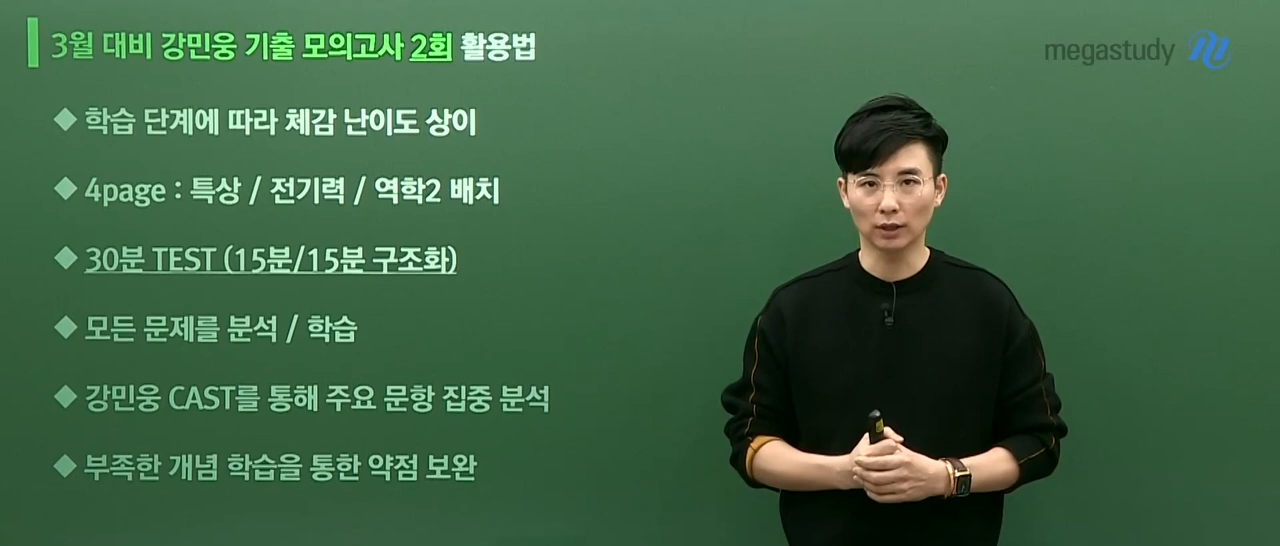 3월 대비 강민웅 기출 모의고사 2회 활용법
megastudy
◆ 학습 단계에 따라 체감 난이도 상이
◆ 4page : 특상 / 전기력 / 역학2 배치
◆ 30분 TEST (15분/15분 구조화)
◆ 모든 문제를 분석 / 학습
◆ 강민웅 CAST를 통해 주요 문항 집중 분석
◆ 부족한 개념 학습을 통한 약점 보완